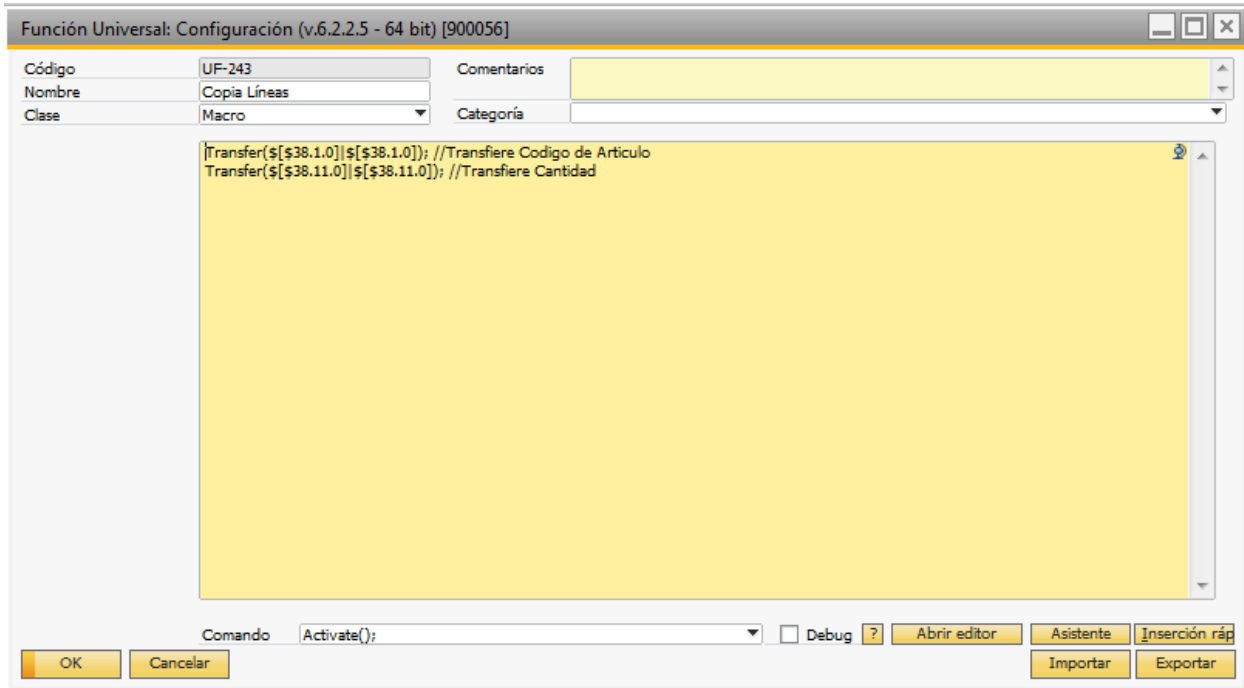 Función Universal: Configuración (v.6.2.2.5 - 64 bit) [900056]
Código UF-243 Comentarios
Nombre Copia Líneas
Clase Macro Categoría
Transfer($[$38.1.0]|$[$38.1.0]); //Transfiere Codigo de Articulo
Transfer($[$38.11.0]|$[$38.11.0]); //Transfiere Cantidad
Comando Activate(); Debug ? Abrir editor Asistente Inserción ráp
OK Cancelar Importar Exportar